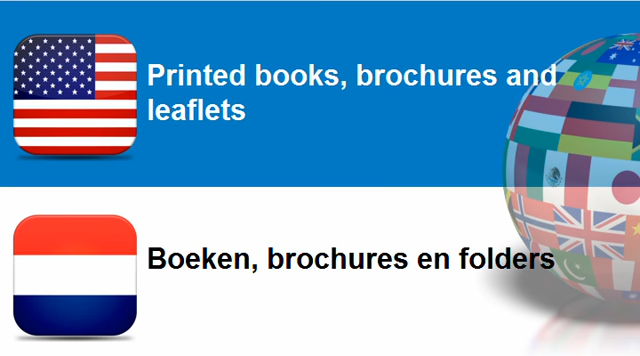 Printed books, brochures and
leaflets
Boeken, brochures en folders